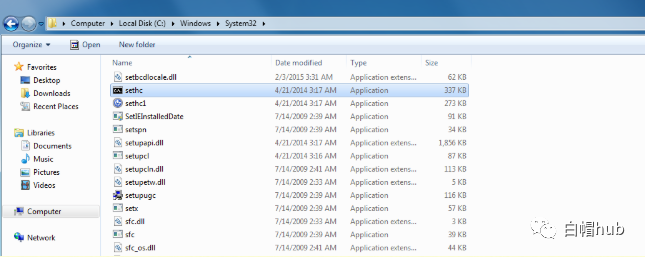 Computer ▸ Local Disk (C:) ▸ Windows ▸ System32 ▸
Organize ▾ Open New folder
Favorites
Desktop
Downloads
Recent Places
Libraries
Documents
Music
Pictures
Videos
Computer
Network
Name Date modified Type Size
setbcdlocale.dll 2/3/2015 3:31 AM Application extens... 62 KB
sethc 4/21/2014 3:17 AM Application 337 KB
sethc1 4/21/2014 3:17 AM Application 273 KB
SetIEInstalledDate 7/14/2009 2:39 AM Application 91 KB
setspn 7/14/2009 2:39 AM Application 34 KB
setupapi.dll 4/21/2014 3:17 AM Application extens... 1,856 KB
setupcl 4/21/2014 3:16 AM Application 87 KB
setupcln.dll 7/14/2009 2:41 AM Application extens... 113 KB
setupetw.dll 7/14/2009 2:33 AM Application extens... 5 KB
setupugc 7/14/2009 2:39 AM Application 116 KB
setx 7/14/2009 2:39 AM Application 57 KB
sfc.dll 7/14/2009 2:33 AM Application extens... 3 KB
sfc 7/14/2009 2:39 AM Application 39 KB
sfc_os.dll 7/14/2009 2:41 AM Application extens... 44 KB
白帽hub